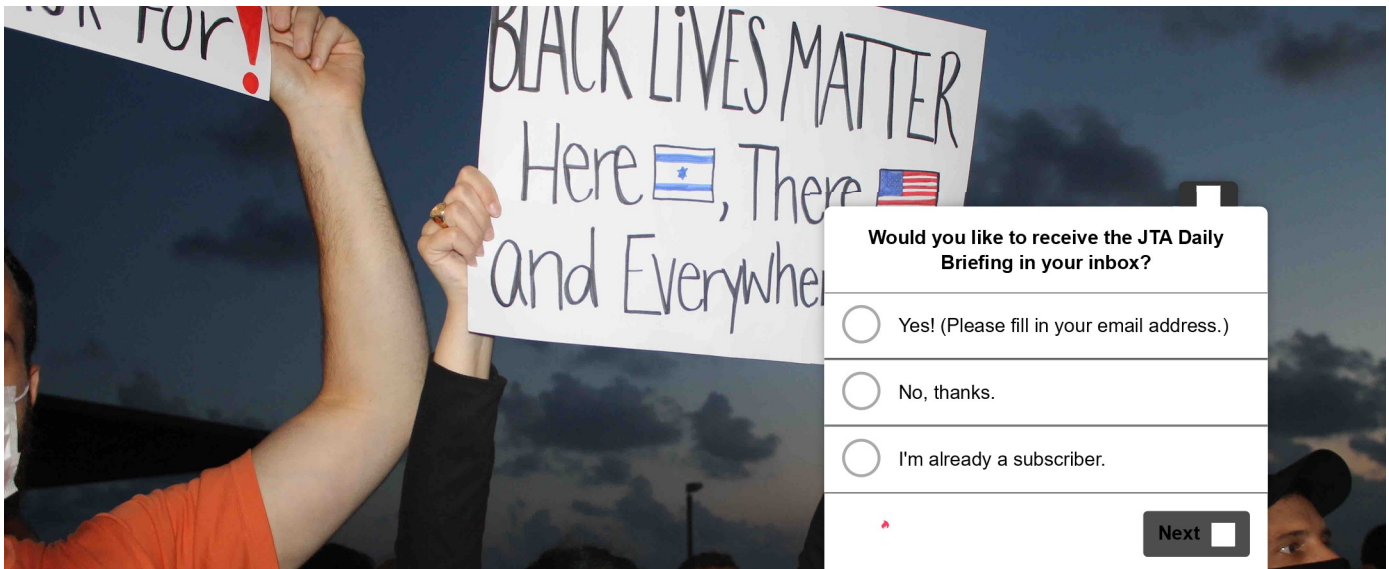 For!
BLACK LiVES MATTER
Here, There
and
Would you like to receive the JTA Daily
Briefing in your inbox?
Yes! (Please fill in your email address.)
No, thanks.
I'm already a subscriber.
Next